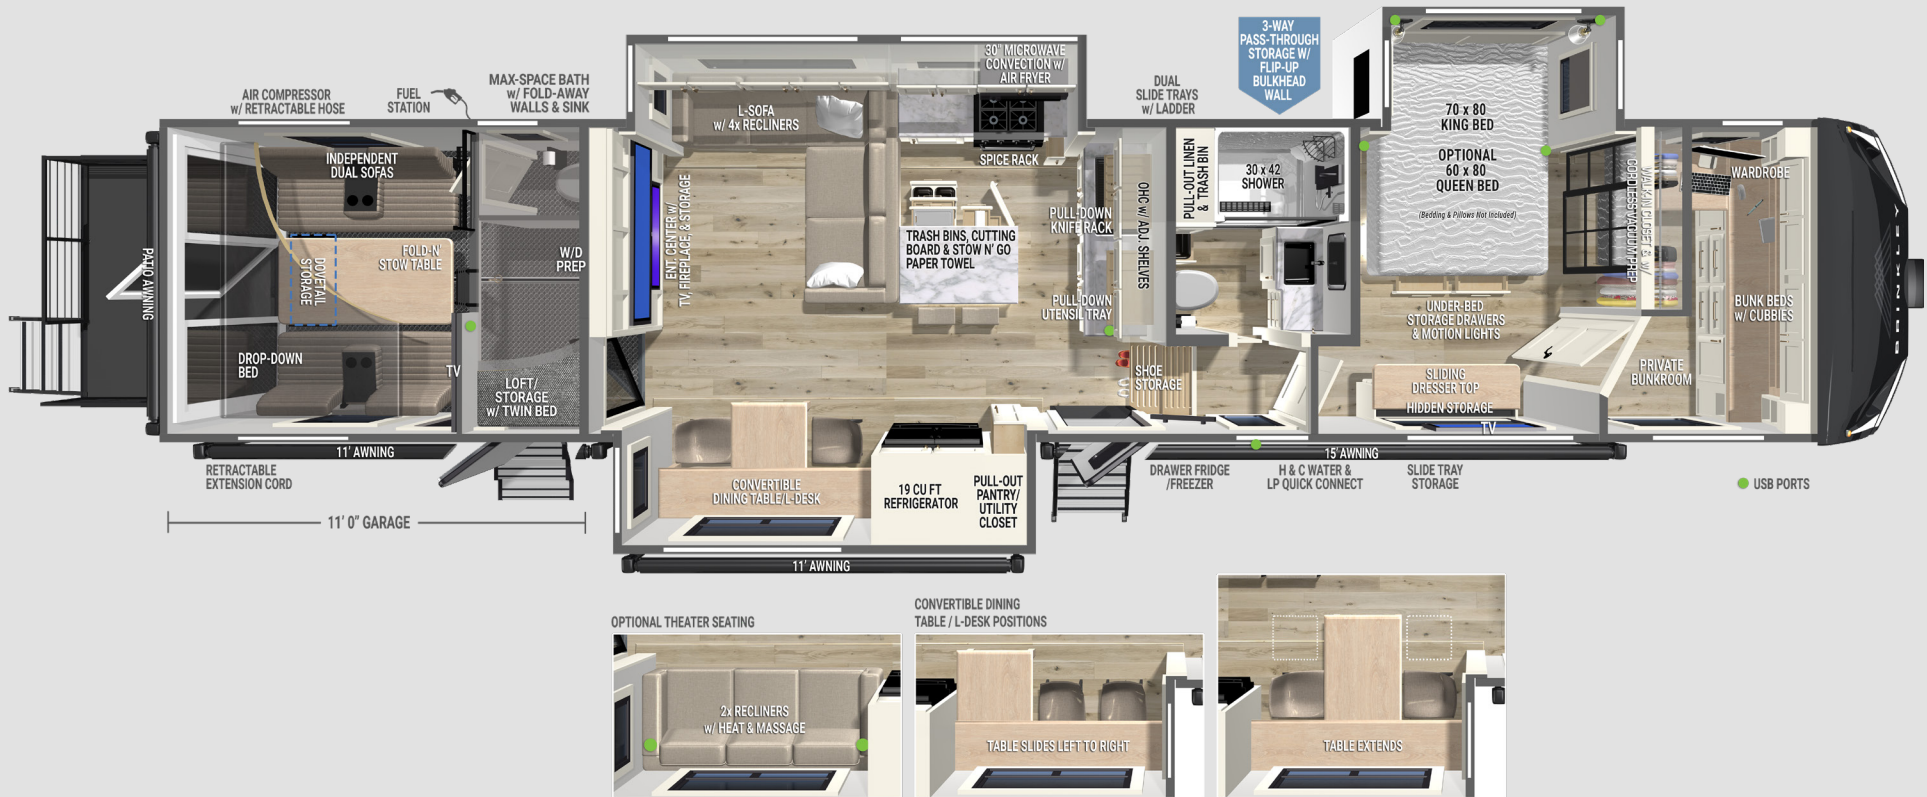 3-WAY
PASS-THROUGH
STORAGE W/
FLIP-UP
BULKHEAD
WALL
AIR COMPRESSOR
w/ RETRACTABLE HOSE
FUEL
STATION
MAX-SPACE BATH
w/ FOLD-AWAY
WALLS & SINK
30" MICROWAVE
CONVECTION w/
AIR FRYER
DUAL
SLIDE TRAYS
w/ LADDER
L-SOFA
w/ 4x RECLINERS
SPICE RACK
INDEPENDENT
DUAL SOFAS
PATIO AWNING
FOLD-N'
STOW TABLE
DOVETAIL
STORAGE
W/D
PREP
DROP-DOWN
BED
TV
LOFT/
STORAGE
w/ TWIN BED
ENT. CENTER w/
TV, FIREPLACE, & STORAGE
TRASH BINS, CUTTING
BOARD & STOW N' GO
PAPER TOWEL
PULL-DOWN
KNIFE RACK
PULL-DOWN
UTENSIL TRAY
OHC w/ ADJ. SHELVES
PULL-OUT LINEN
& TRASH BIN
30 x 42
SHOWER
SHOE
STORAGE
70 x 80
KING BED
OPTIONAL
60 x 80
QUEEN BED
(Bedding & Pillows Not Included)
UNDER-BED
STORAGE DRAWERS
& MOTION LIGHTS
SLIDING
DRESSER TOP
HIDDEN STORAGE
TV
WALK-IN CLOSET & w/
CORDLESS VACUUM PREP
WARDROBE
BUNK BEDS
w/ CUBBIES
PRIVATE
BUNKROOM
BRINKLEY
11' AWNING
RETRACTABLE
EXTENSION CORD
11' 0" GARAGE
CONVERTIBLE
DINING TABLE/L-DESK
19 CU FT
REFRIGERATOR
PULL-OUT
PANTRY/
UTILITY
CLOSET
11' AWNING
15' AWNING
DRAWER FRIDGE
/FREEZER
H & C WATER &
LP QUICK CONNECT
SLIDE TRAY
STORAGE
USB PORTS
OPTIONAL THEATER SEATING
2x RECLINERS
w/ HEAT & MASSAGE
CONVERTIBLE DINING
TABLE / L-DESK POSITIONS
TABLE SLIDES LEFT TO RIGHT
TABLE EXTENDS